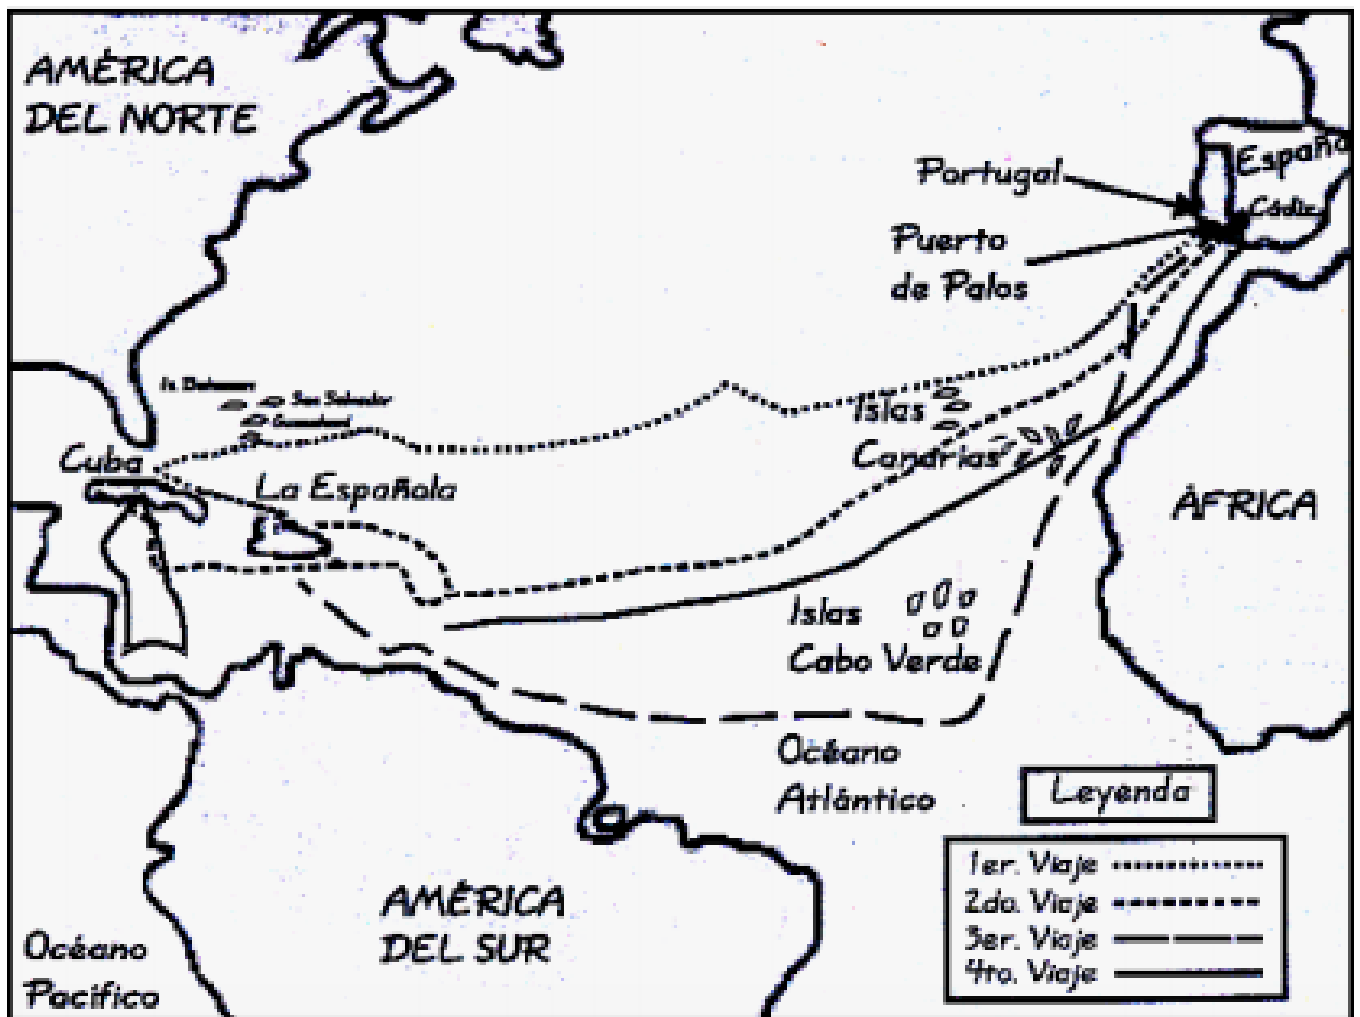 AMÉRICA
DEL NORTE
España
Portugal
Cádiz
Puerto
de Palos
San Salvador
Islas
Canarias
Cuba
La Española
ÁFRICA
Islas
Cabo Verde
Océano
Atlántico
Leyenda
1er. Viaje
2do. Viaje
3er. Viaje
4to. Viaje
AMÉRICA
DEL SUR
Océano
Pacífico